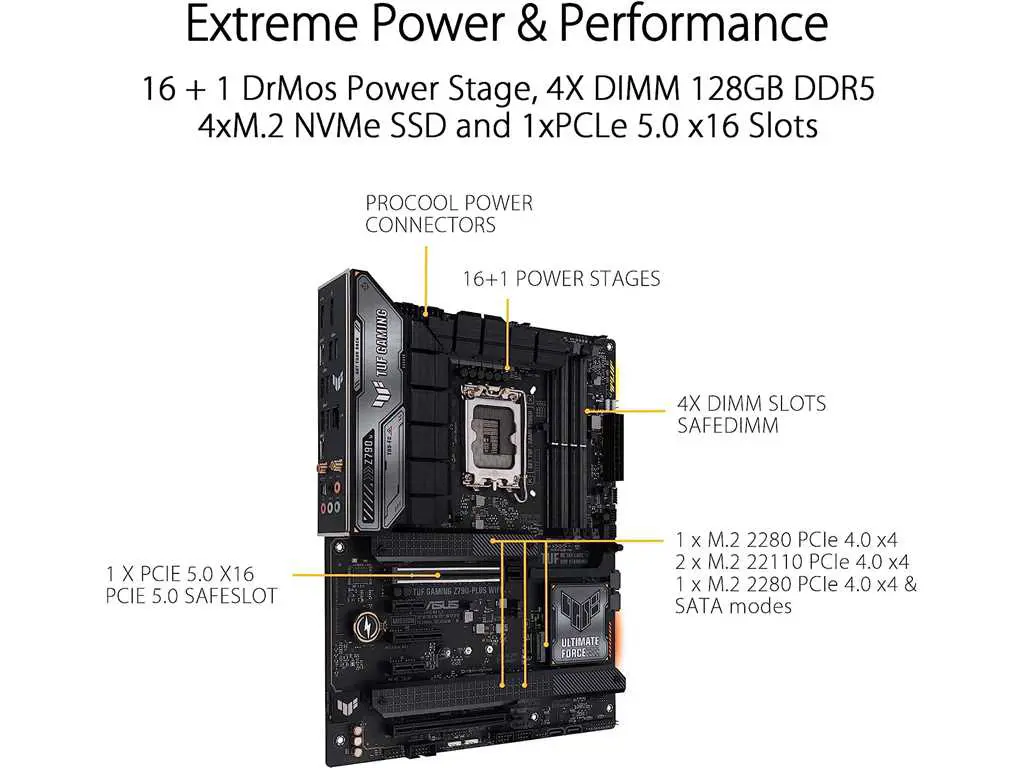 Extreme Power & Performance
16 + 1 DrMos Power Stage, 4X DIMM 128GB DDR5
4xM.2 NVMe SSD and 1xPCLe 5.0 x16 Slots
PROCOOL POWER
CONNECTORS
16+1 POWER STAGES
4X DIMM SLOTS
SAFEDIMM
1 x M.2 2280 PCIe 4.0 x4
2 x M.2 22110 PCIe 4.0 x4
1 x M.2 2280 PCIe 4.0 x4 &
SATA modes
1 X PCIE 5.0 X16
PCIE 5.0 SAFESLOT
TUF GAMING
Z790
TUF
TUF GAMING Z790-PLUS WIFI
ASUS
ULTIMATE
FORCE